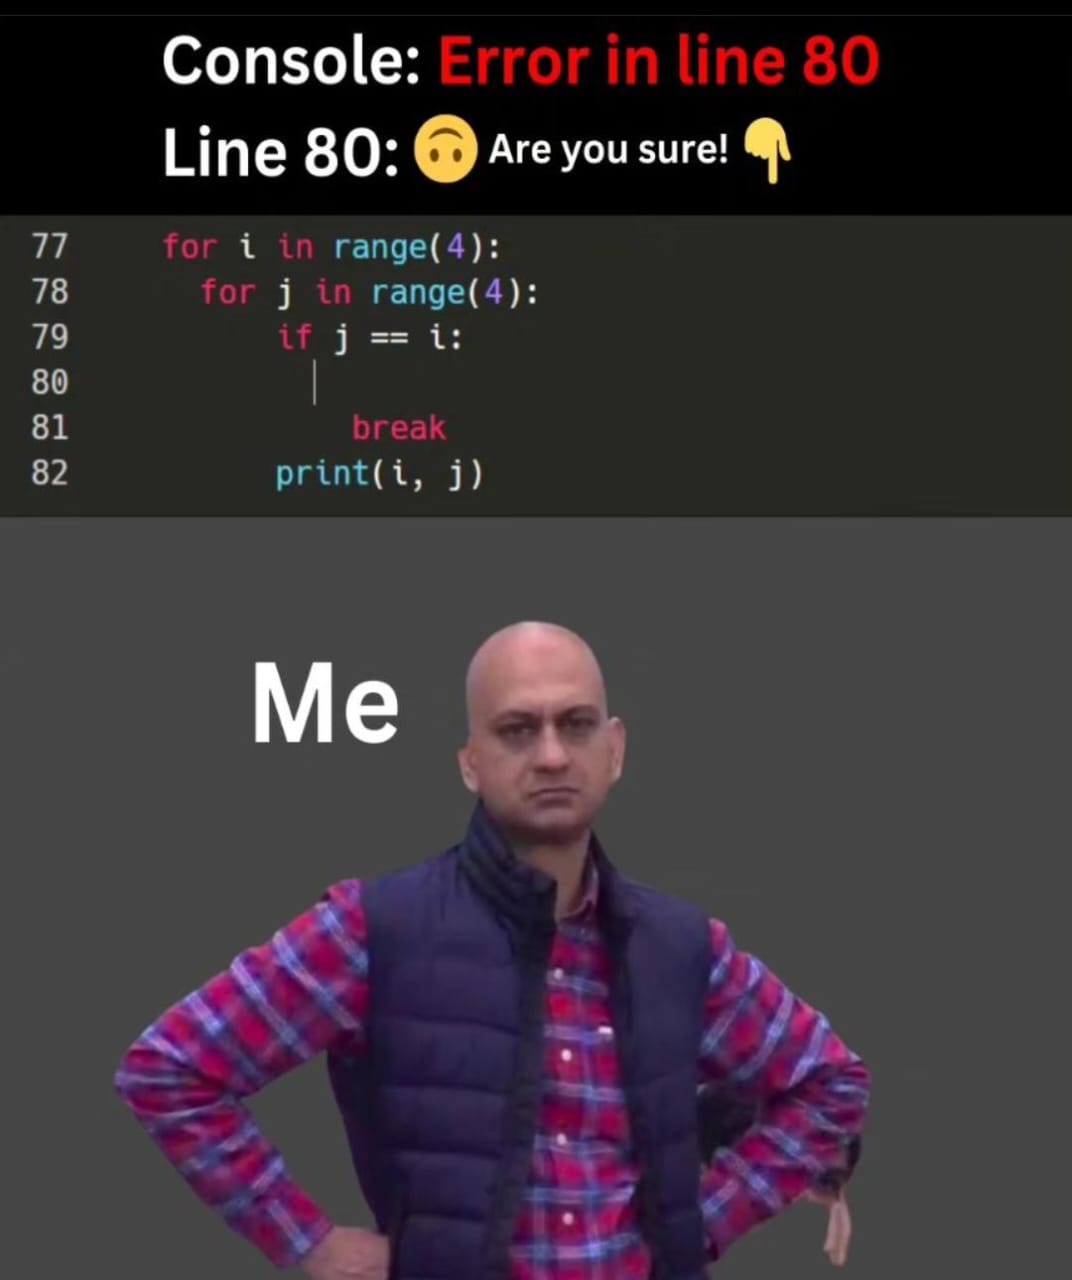 Console: Error in line 80
Line 80: 🙃 Are you sure! 👇
77 for i in range(4):
78 for j in range(4):
79 if j == i:
80
81 break
82 print(i, j)
Me